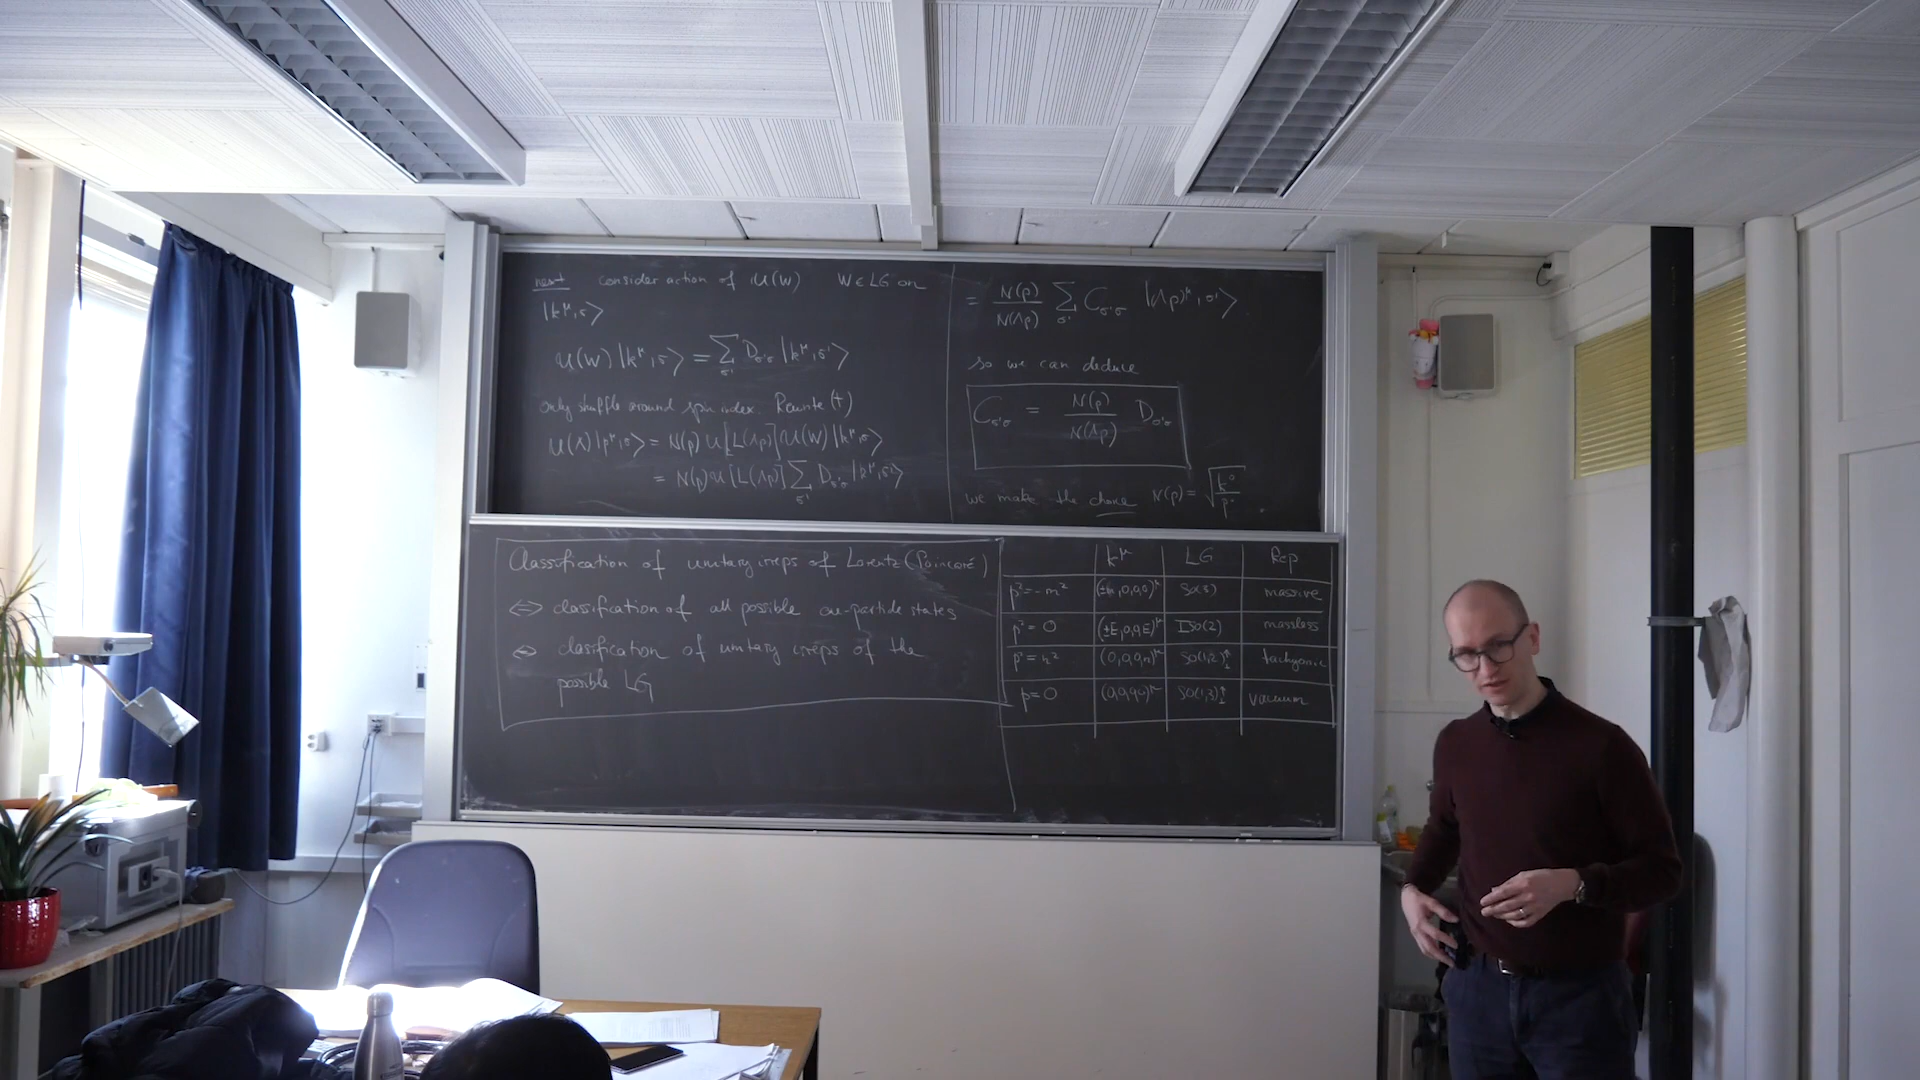 next consider action of U(W) W ∈ LG on
|k^μ, σ⟩
U(W)|k^μ, σ⟩ = Σ_σ' D_σ'σ |k^μ, σ'⟩
only shuffle around spin index. Rewrite (†)
U(Λ)|p^μ, σ⟩ = N(p) U[L(Λp)] U(W)|k^μ, σ⟩
= N(p) U[L(Λp)] Σ_σ' D_σ'σ |k^μ, σ'⟩
= N(p)/N(Λp) Σ_σ' C_σ'σ |(Λp)^μ, σ'⟩
so we can deduce
C_σ'σ = N(p)/N(Λp) D_σ'σ
we make the choice N(p) = √(k⁰/p⁰)
Classification of unitary irreps of Lorentz (Poincaré)
⇔ classification of all possible one-particle states
⇔ classification of unitary irreps of the
possible LG
k^μ LG Rep
p² = -m² (±m,0,0,0)^μ SO(3) massive
p² = 0 (±E,0,0,E)^μ ISO(2) massless
p² = n² (0,0,0,n)^μ SO(1,2)↑ tachyonic
p = 0 (0,0,0,0)^μ SO(1,3)↑ vacuum